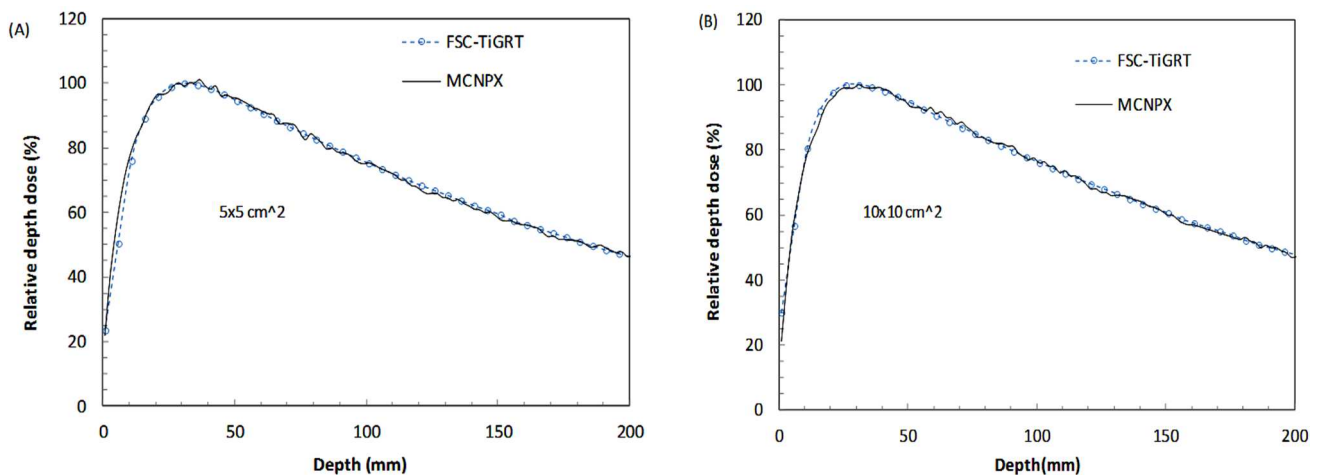 (A)
120
100
80
60
40
20
0
Relative depth dose (%)
FSC-TiGRT
MCNPX
5x5 cm^2
0 50 100 150 200
Depth (mm)
(B)
120
100
80
60
40
20
0
Relative depth dose (%)
FSC-TiGRT
MCNPX
10x10 cm^2
0 50 100 150 200
Depth(mm)